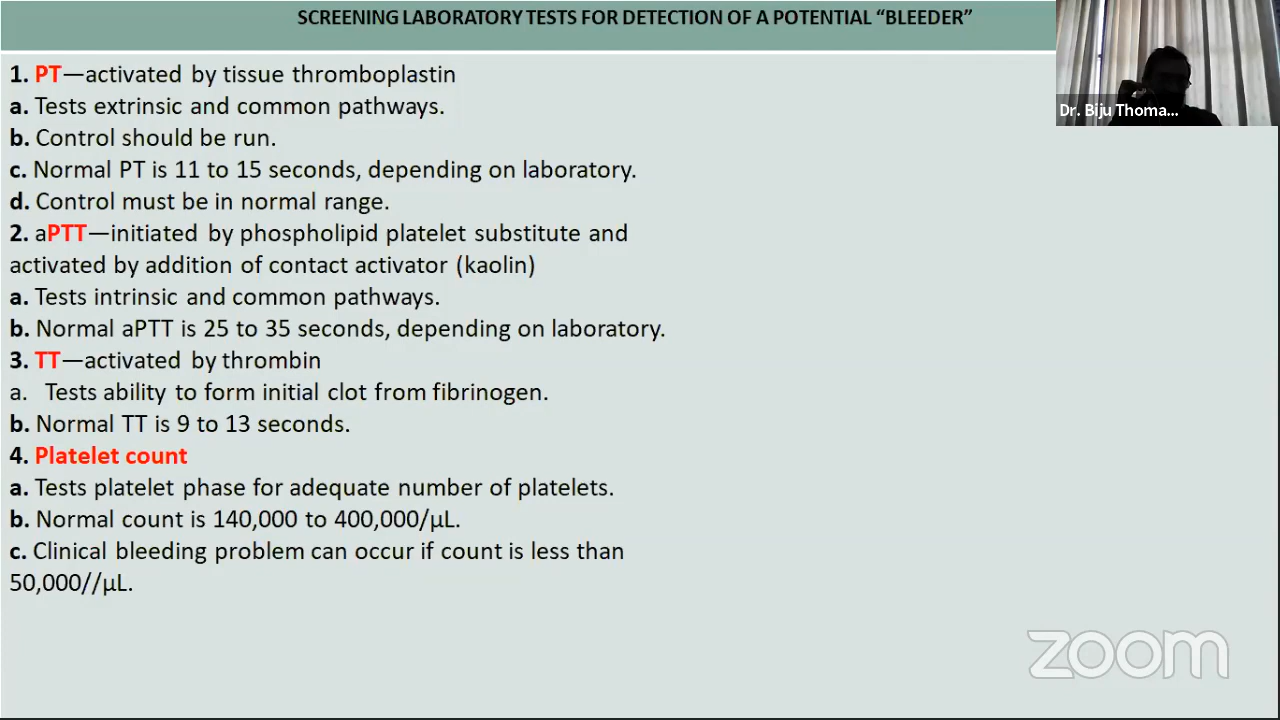 SCREENING LABORATORY TESTS FOR DETECTION OF A POTENTIAL “BLEEDER”
Dr. Biju Thoma...
1. PT—activated by tissue thromboplastin
a. Tests extrinsic and common pathways.
b. Control should be run.
c. Normal PT is 11 to 15 seconds, depending on laboratory.
d. Control must be in normal range.
2. aPTT—initiated by phospholipid platelet substitute and
activated by addition of contact activator (kaolin)
a. Tests intrinsic and common pathways.
b. Normal aPTT is 25 to 35 seconds, depending on laboratory.
3. TT—activated by thrombin
a. Tests ability to form initial clot from fibrinogen.
b. Normal TT is 9 to 13 seconds.
4. Platelet count
a. Tests platelet phase for adequate number of platelets.
b. Normal count is 140,000 to 400,000/µL.
c. Clinical bleeding problem can occur if count is less than
50,000//µL.
zoom